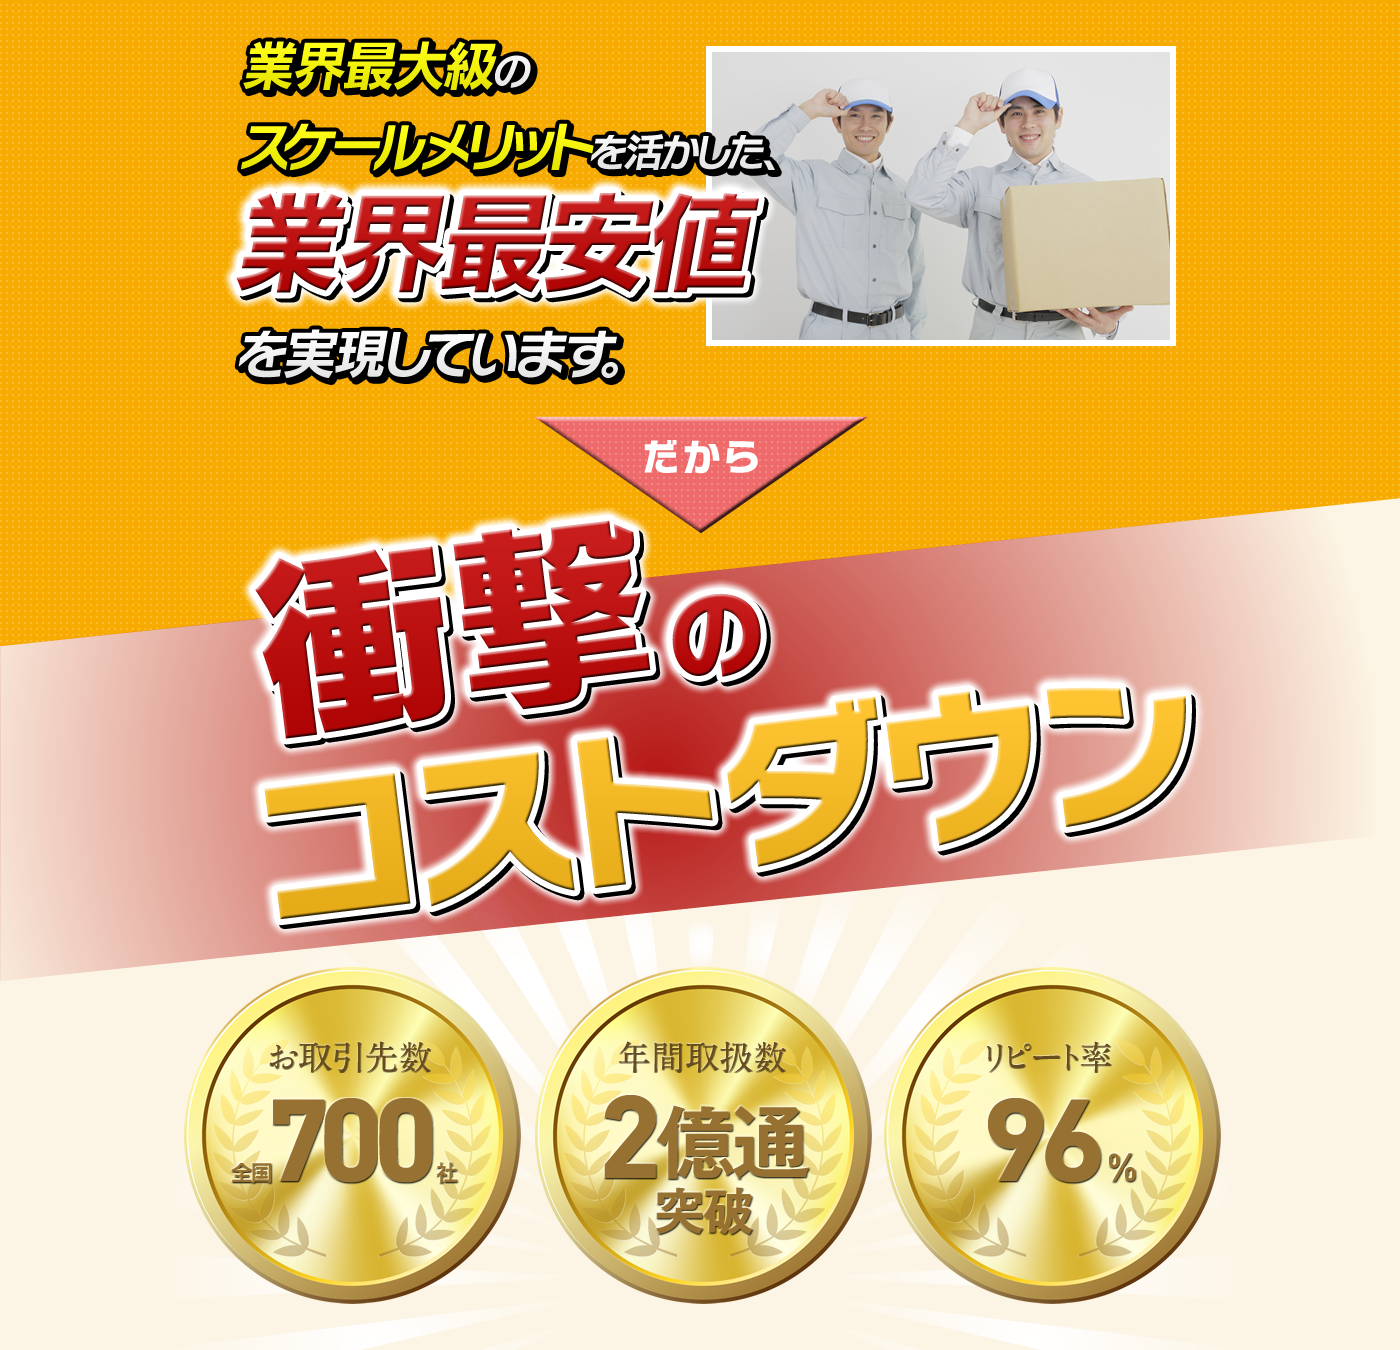 業界最大級の
スケールメリットを活かした、
業界最安値
を実現しています。
だから
衝撃の
コストダウン
お取引先数
全国700社
年間取扱数
2億通
突破
リピート率
96%